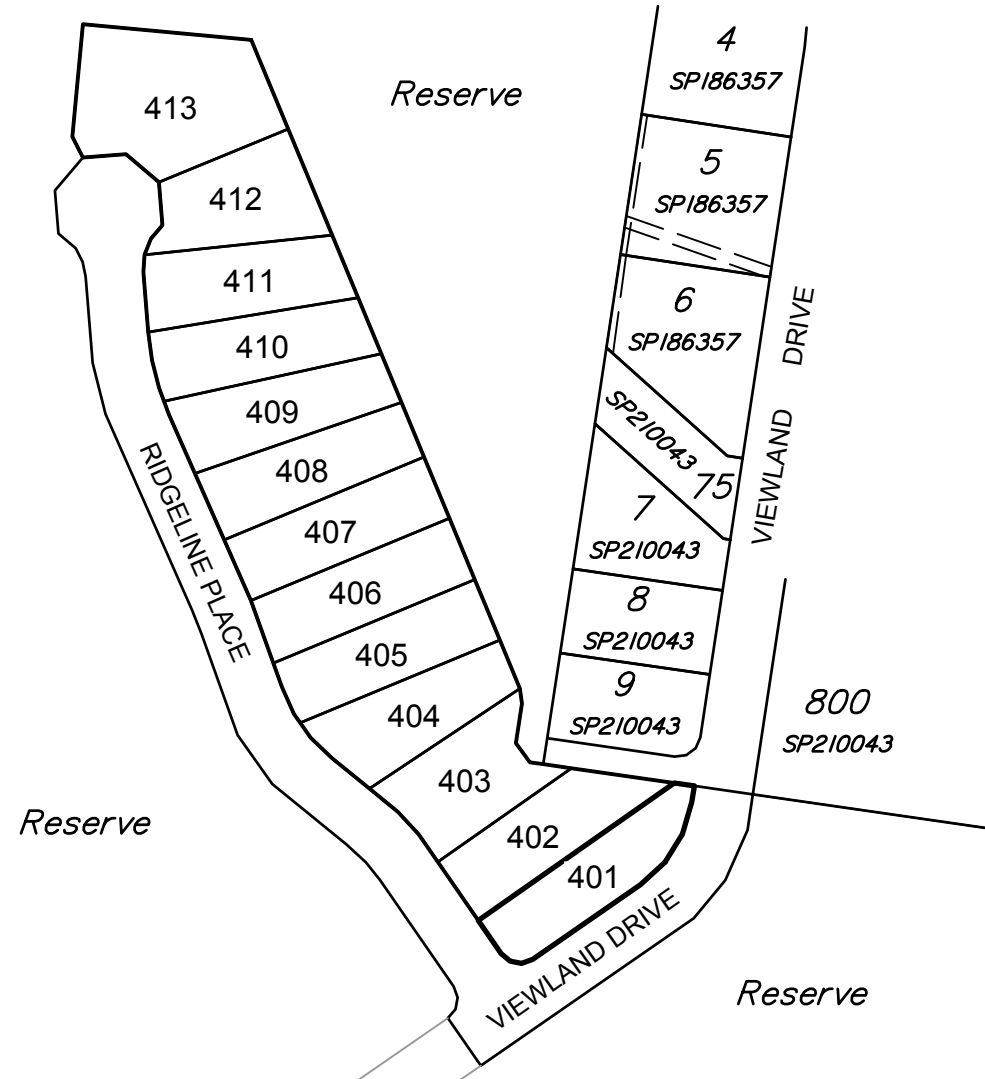 4
SP186357
Reserve
413
5
SP186357
412
411
6
SP186357
DRIVE
VIEWLAND
410
409
SP210043
75
408
RIDGELINE PLACE
407
7
SP210043
406
8
SP210043
405
9
SP210043
404
800
SP210043
403
Reserve
402
401
VIEWLAND DRIVE
Reserve